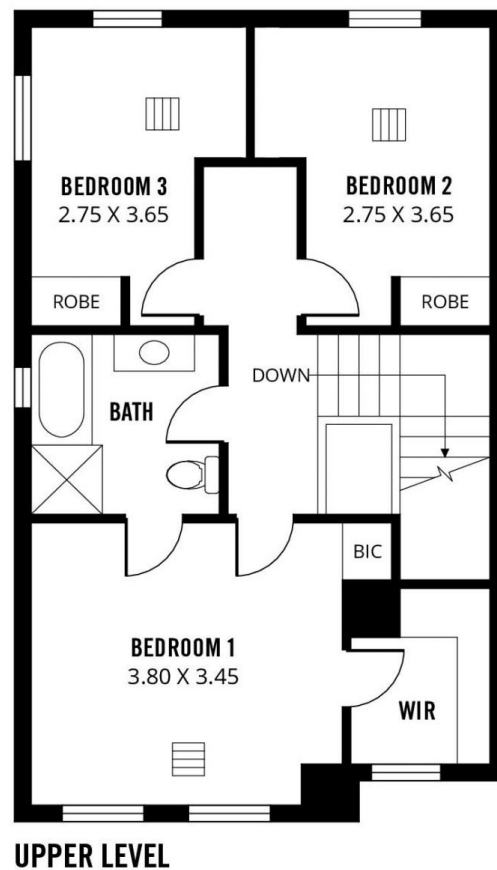 BEDROOM 3
2.75 X 3.65
BEDROOM 2
2.75 X 3.65
ROBE
ROBE
DOWN
BATH
BIC
BEDROOM 1
3.80 X 3.45
WIR
UPPER LEVEL